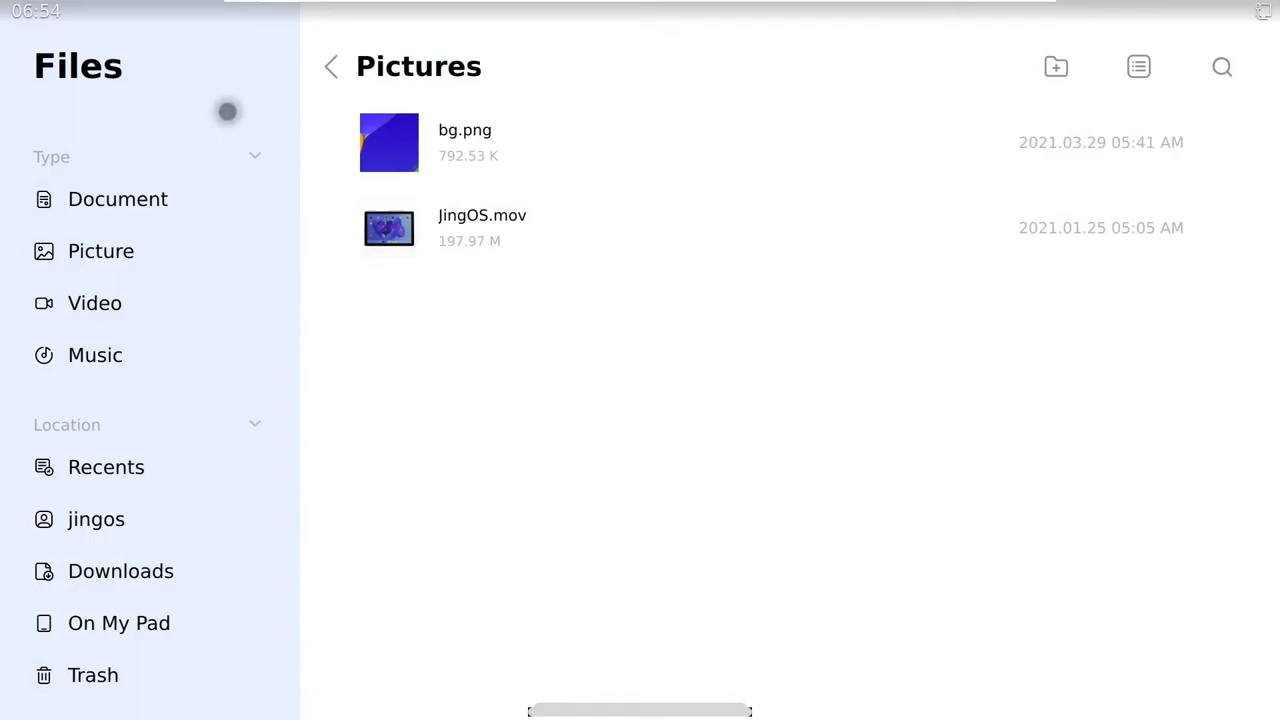 06:54
Files
Type
Document
Picture
Video
Music
Location
Recents
jingos
Downloads
On My Pad
Trash
Pictures
bg.png
792.53 K
2021.03.29 05:41 AM
JingOS.mov
197.97 M
2021.01.25 05:05 AM